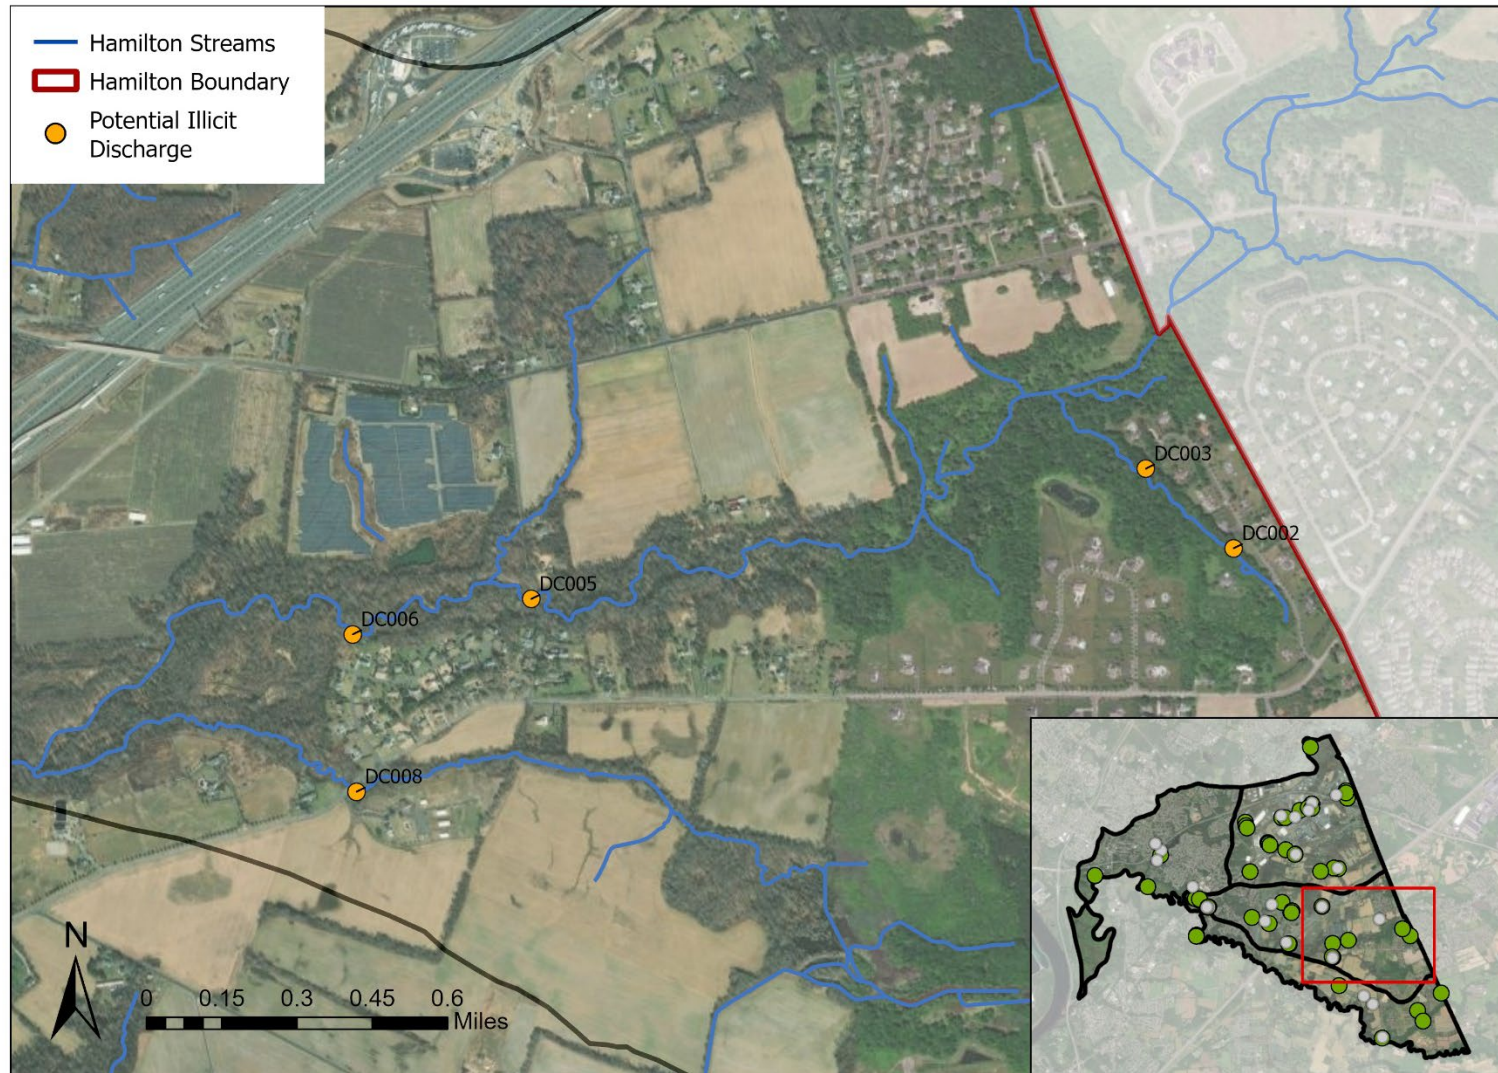 Hamilton Streams
Hamilton Boundary
Potential Illicit
Discharge
DC003
DC002
DC005
DC006
DC008
N
0 0.15 0.3 0.45 0.6
Miles